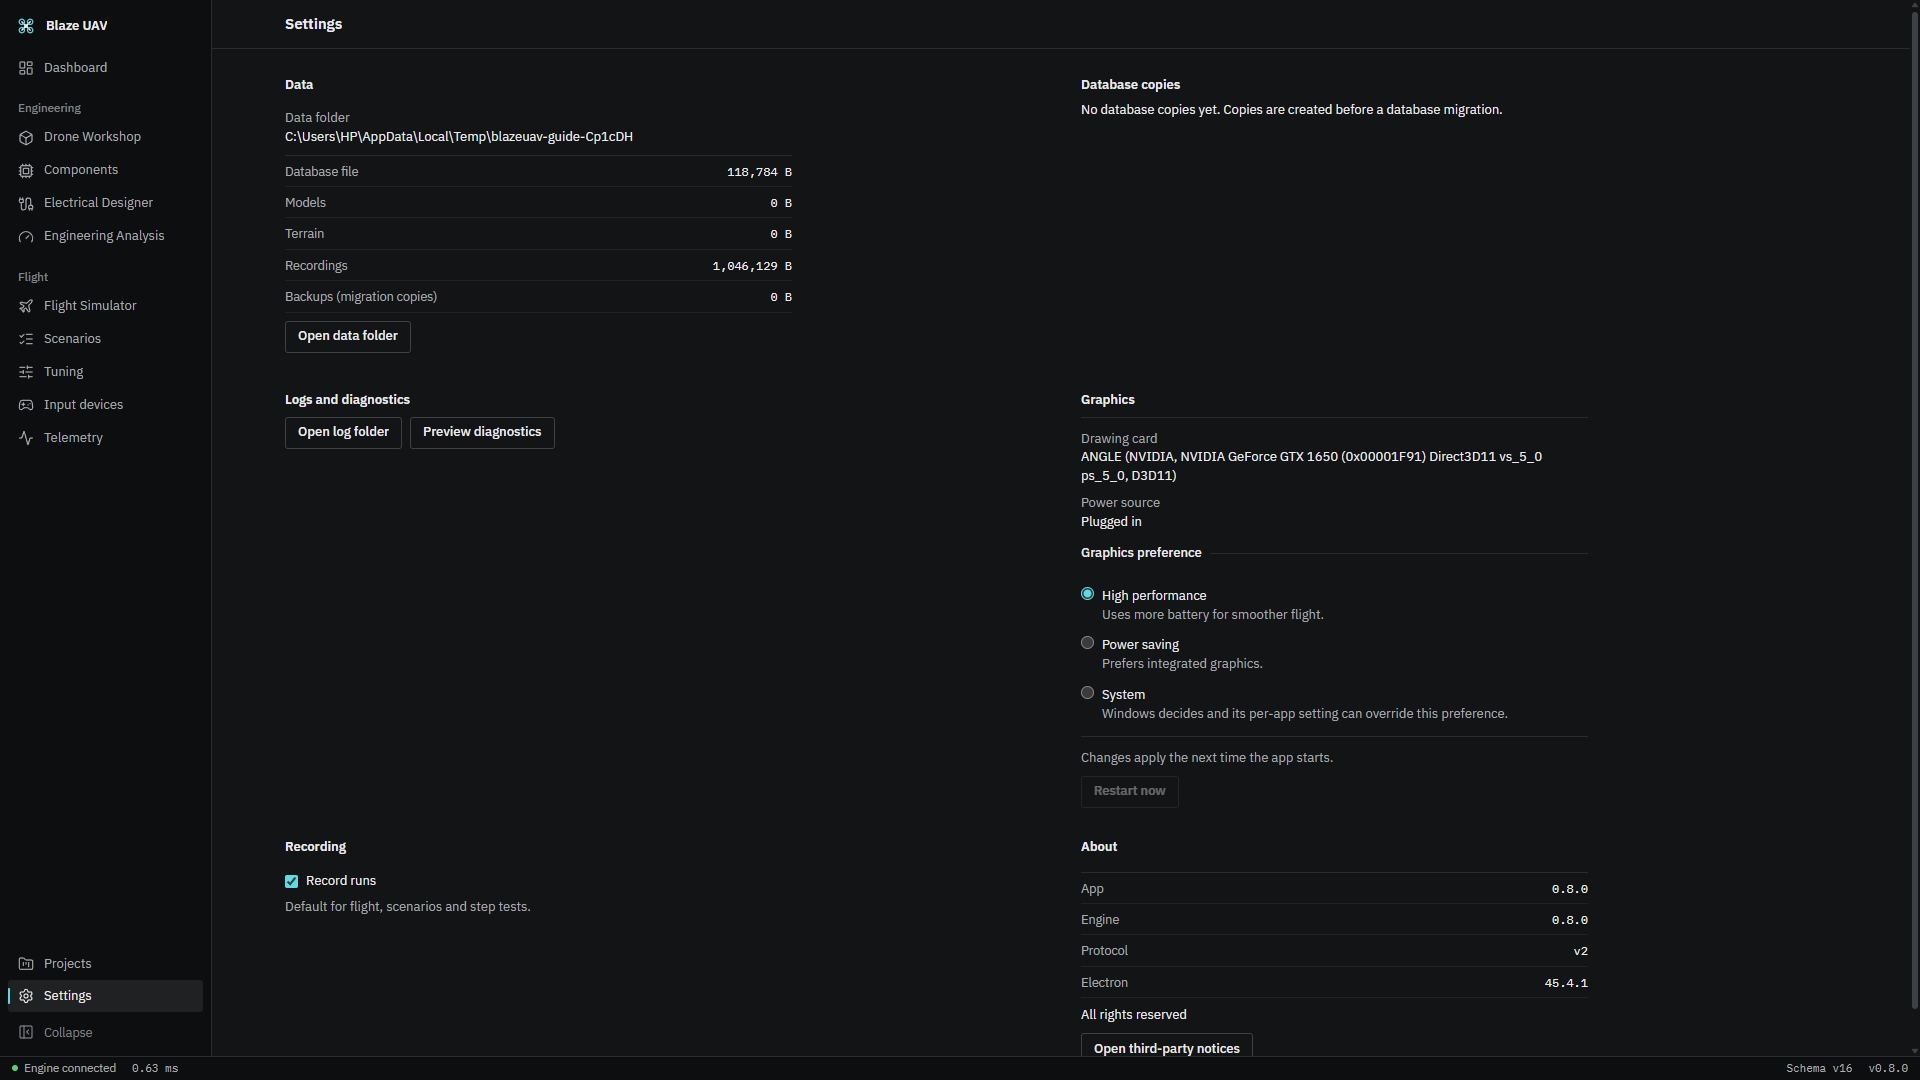 Blaze UAV
Dashboard
Engineering
Drone Workshop
Components
Electrical Designer
Engineering Analysis
Flight
Flight Simulator
Scenarios
Tuning
Input devices
Telemetry
Projects
Settings
Collapse
Settings
Data
Data folder
C:\Users\HP\AppData\Local\Temp\blazeuav-guide-Cp1cDH
Database file 118,784 B
Models 0 B
Terrain 0 B
Recordings 1,046,129 B
Backups (migration copies) 0 B
Open data folder
Database copies
No database copies yet. Copies are created before a database migration.
Logs and diagnostics
Open log folder Preview diagnostics
Graphics
Drawing card
ANGLE (NVIDIA, NVIDIA GeForce GTX 1650 (0x00001F91) Direct3D11 vs_5_0
ps_5_0, D3D11)
Power source
Plugged in
Graphics preference
High performance
Uses more battery for smoother flight.
Power saving
Prefers integrated graphics.
System
Windows decides and its per-app setting can override this preference.
Changes apply the next time the app starts.
Restart now
Recording
Record runs
Default for flight, scenarios and step tests.
About
App 0.8.0
Engine 0.8.0
Protocol v2
Electron 45.4.1
All rights reserved
Open third-party notices
Engine connected 0.63 ms
Schema v16 v0.8.0